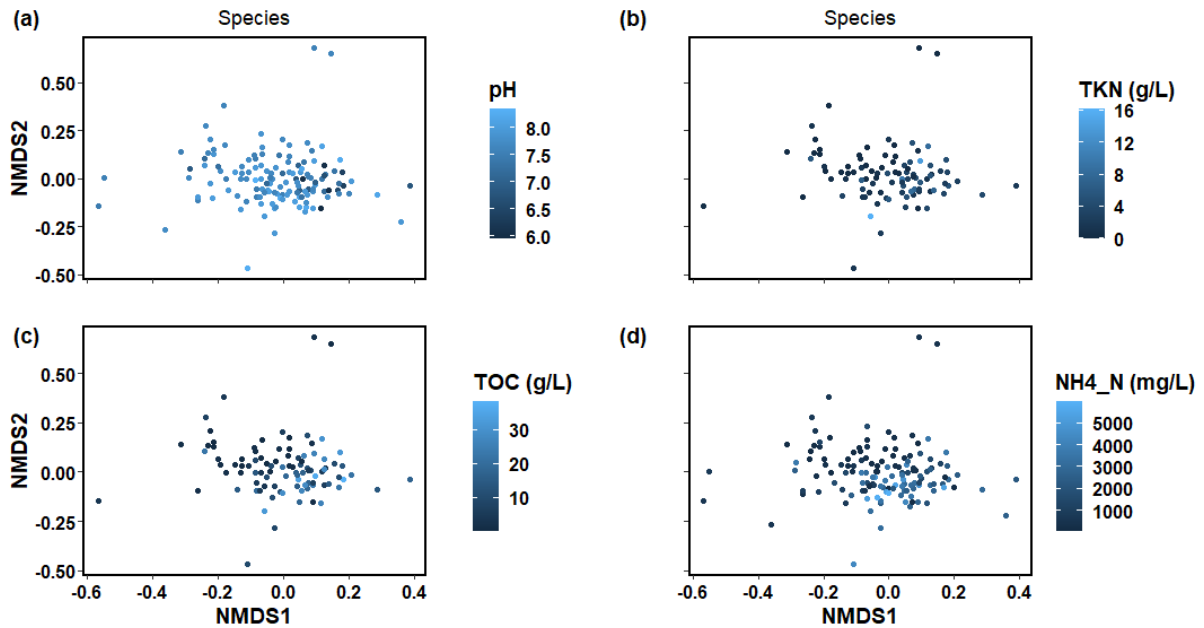 (a)
Species
0.50
0.25
0.00
-0.25
-0.50
NMDS2
pH
8.0
7.5
7.0
6.5
6.0
(b)
Species
TKN (g/L)
16
12
8
4
0
(c)
0.50
0.25
0.00
-0.25
-0.50
NMDS2
-0.6 -0.4 -0.2 0.0 0.2 0.4
NMDS1
TOC (g/L)
30
20
10
(d)
-0.6 -0.4 -0.2 0.0 0.2 0.4
NMDS1
NH4_N (mg/L)
5000
4000
3000
2000
1000